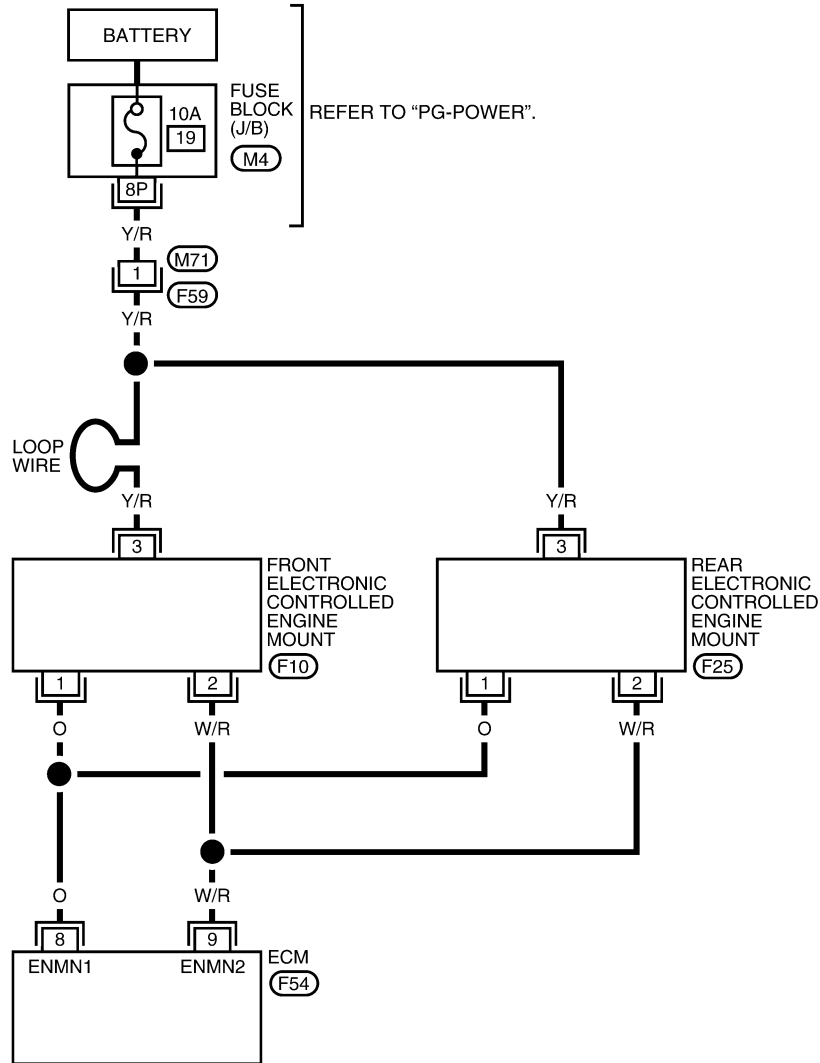 BATTERY
FUSE
BLOCK
(J/B)
M4
10A
19
REFER TO “PG-POWER”.
8P
Y/R
M71
1
F59
Y/R
LOOP
WIRE
Y/R
Y/R
3
3
FRONT
ELECTRONIC
CONTROLLED
ENGINE
MOUNT
F10
REAR
ELECTRONIC
CONTROLLED
ENGINE
MOUNT
F25
1
2
1
2
O
W/R
O
W/R
O
W/R
8
9
ENMN1
ENMN2
ECM
F54